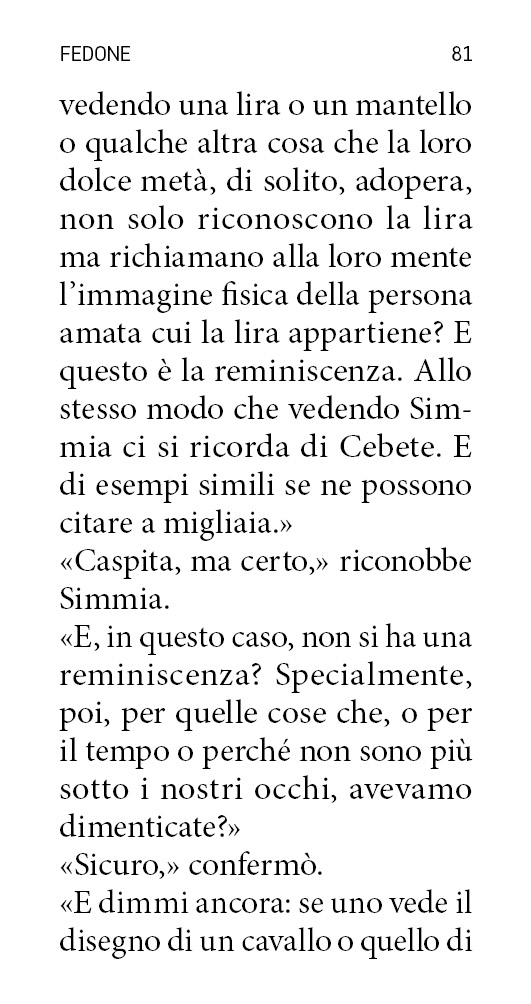 FEDONE 81
vedendo una lira o un mantello
o qualche altra cosa che la loro
dolce metà, di solito, adopera,
non solo riconoscono la lira
ma richiamano alla loro mente
l’immagine fisica della persona
amata cui la lira appartiene? E
questo è la reminiscenza. Allo
stesso modo che vedendo Sim-
mia ci si ricorda di Cebete. E
di esempi simili se ne possono
citare a migliaia.»
«Caspita, ma certo,» riconobbe
Simmia.
«E, in questo caso, non si ha una
reminiscenza? Specialmente,
poi, per quelle cose che, o per
il tempo o perché non sono più
sotto i nostri occhi, avevamo
dimenticate?»
«Sicuro,» confermò.
«E dimmi ancora: se uno vede il
disegno di un cavallo o quello di